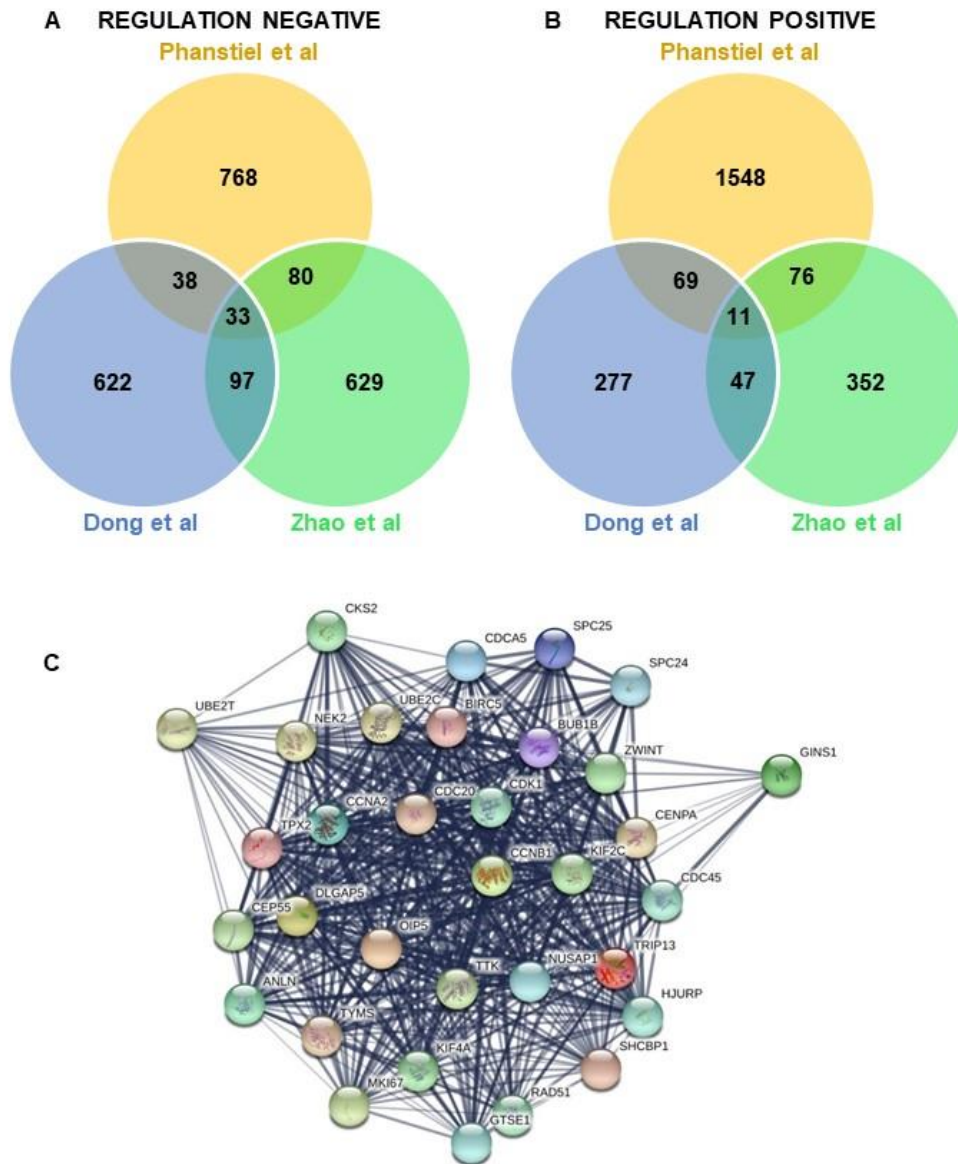 A REGULATION NEGATIVE
Phanstiel et al
768
38
80
33
622
97
629
Dong et al
Zhao et al
B REGULATION POSITIVE
Phanstiel et al
1548
69
76
11
277
47
352
Dong et al
Zhao et al
C
CKS2
CDCA5
SPC25
SPC24
UBE2T
NEK2
UBE2C
BIRC5
BUB1B
ZWINT
GINS1
TPX2
CCNA2
CDC20
CDK1
CENPA
CCNB1
KIF2C
CDC45
CEP55
DLGAP5
OIP5
TRIP13
ANLN
TTK
NUSAP1
HJURP
TYMS
SHCBP1
KIF4A
MKI67
RAD51
GTSE1